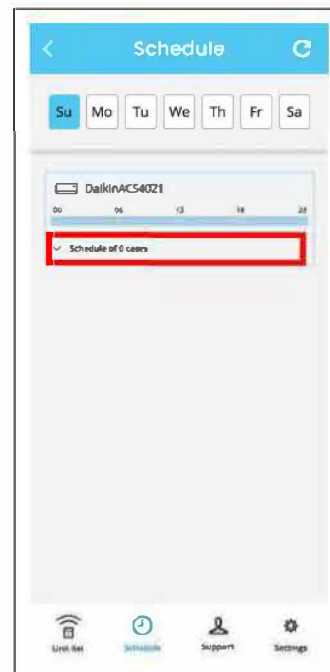 Schedule
Su Mo Tu We Th Fr Sa
DaikinAC54021
00 06 12 18 23
Schedule of 0 cases
Unit list Schedule Support Settings